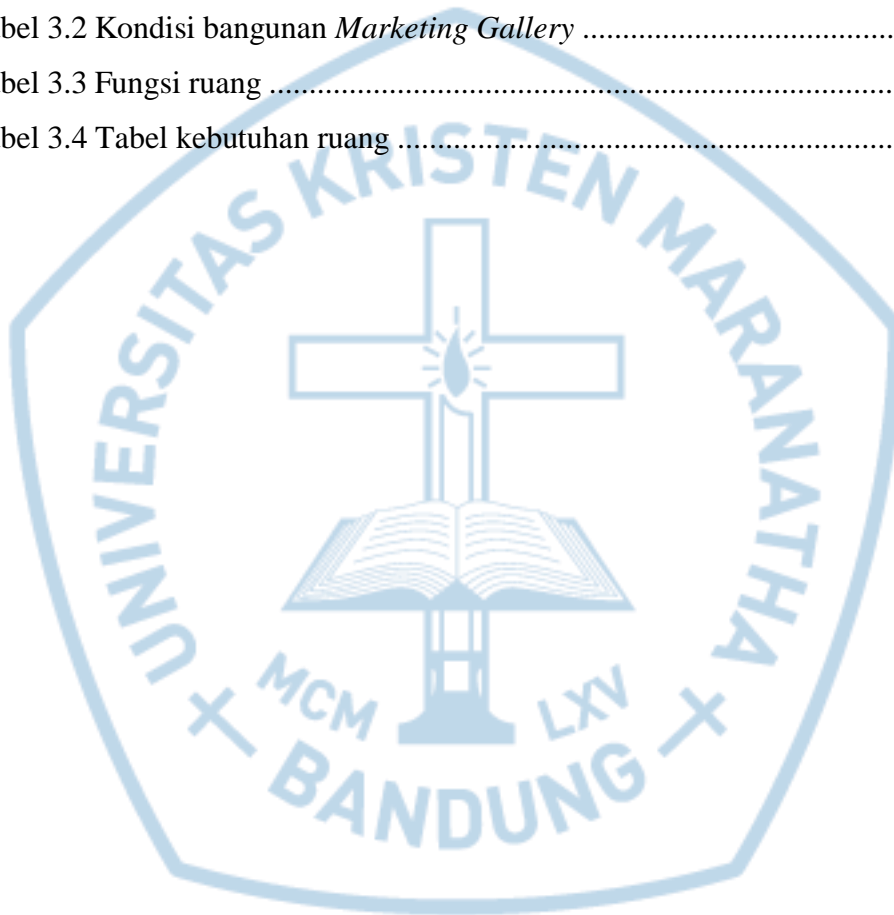 bel 3.2 Kondisi bangunan Marketing Gallery ........................................
bel 3.3 Fungsi ruang ...............................................................................
bel 3.4 Tabel kebutuhan ruang ...............................................................
UNIVERSITAS KRISTEN MARANATHA
MCM LXV
BANDUNG